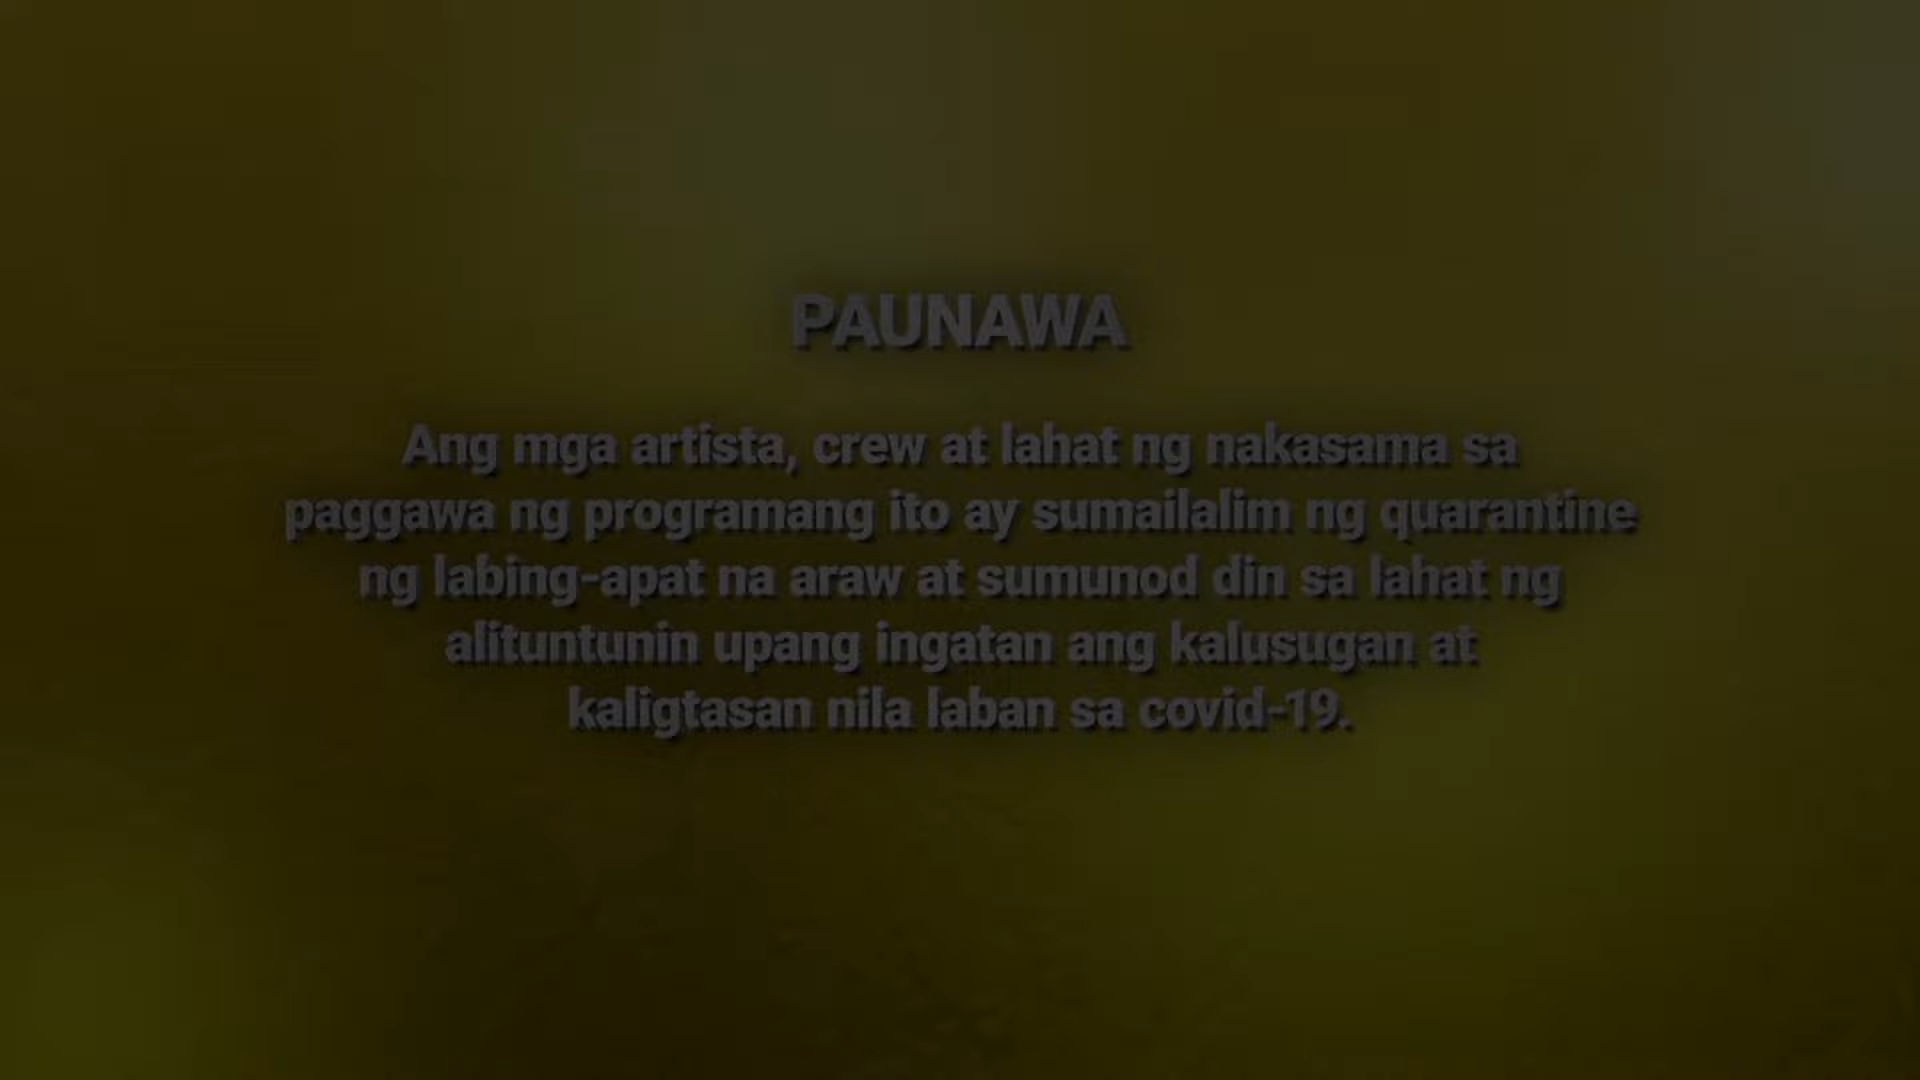 PAUNAWA
Ang mga artista, crew at lahat ng nakasama sa
paggawa ng programang ito ay sumailalim ng quarantine
ng labing-apat na araw at sumunod din sa lahat ng
alituntunin upang ingatan ang kalusugan at
kaligtasan nila laban sa covid-19.